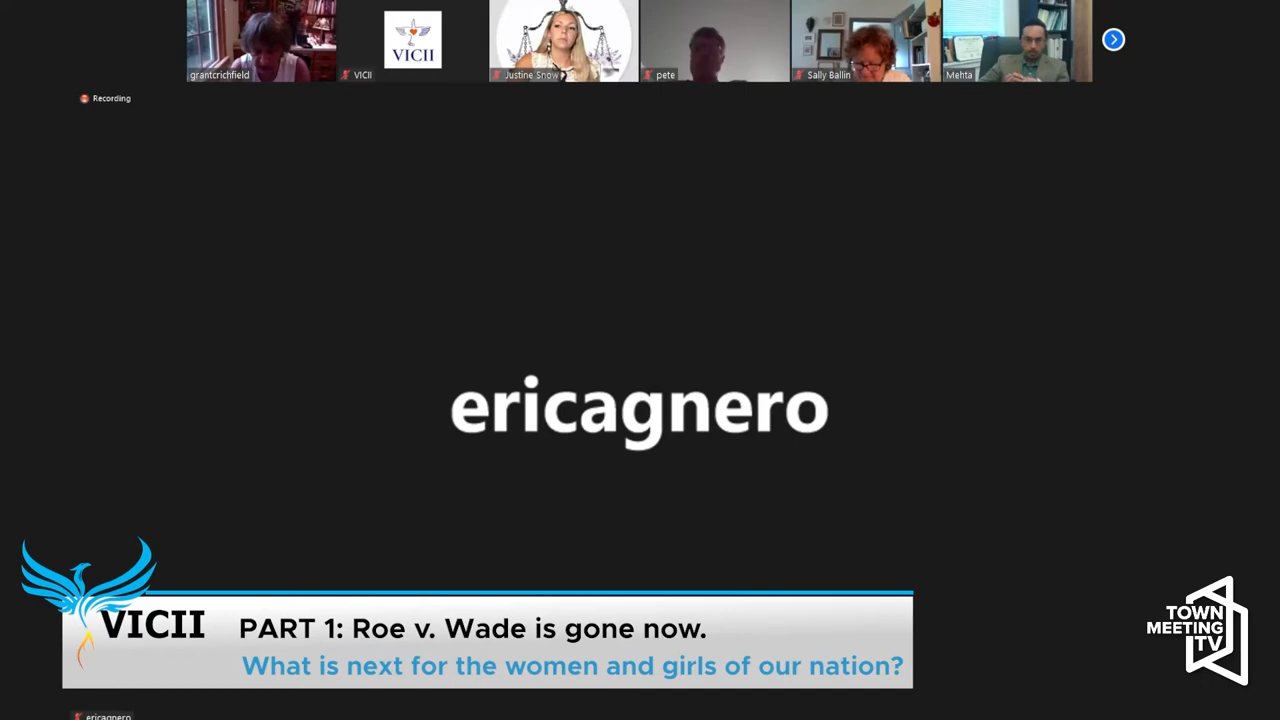 VICII
grantcrichfield
VICII
Justine Snow
pete
Sally Ballin
Mehta
Recording
ericagnero
VICII
PART 1: Roe v. Wade is gone now.
What is next for the women and girls of our nation?
TOWN
MEETING
TV
ericagnero